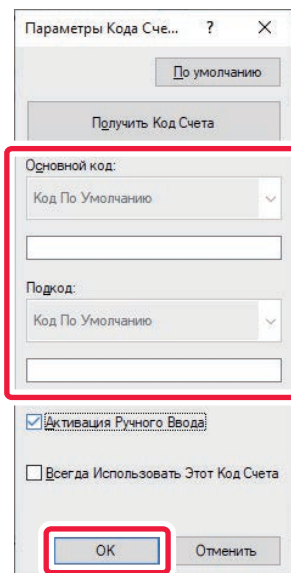 Параметры Кода Сче... ? ×
По умолчанию
Получить Код Счета
Основной код:
Код По Умолчанию
Подкод:
Код По Умолчанию
Активация Ручного Ввода
Всегда Использовать Этот Код Счета
OK Отменить